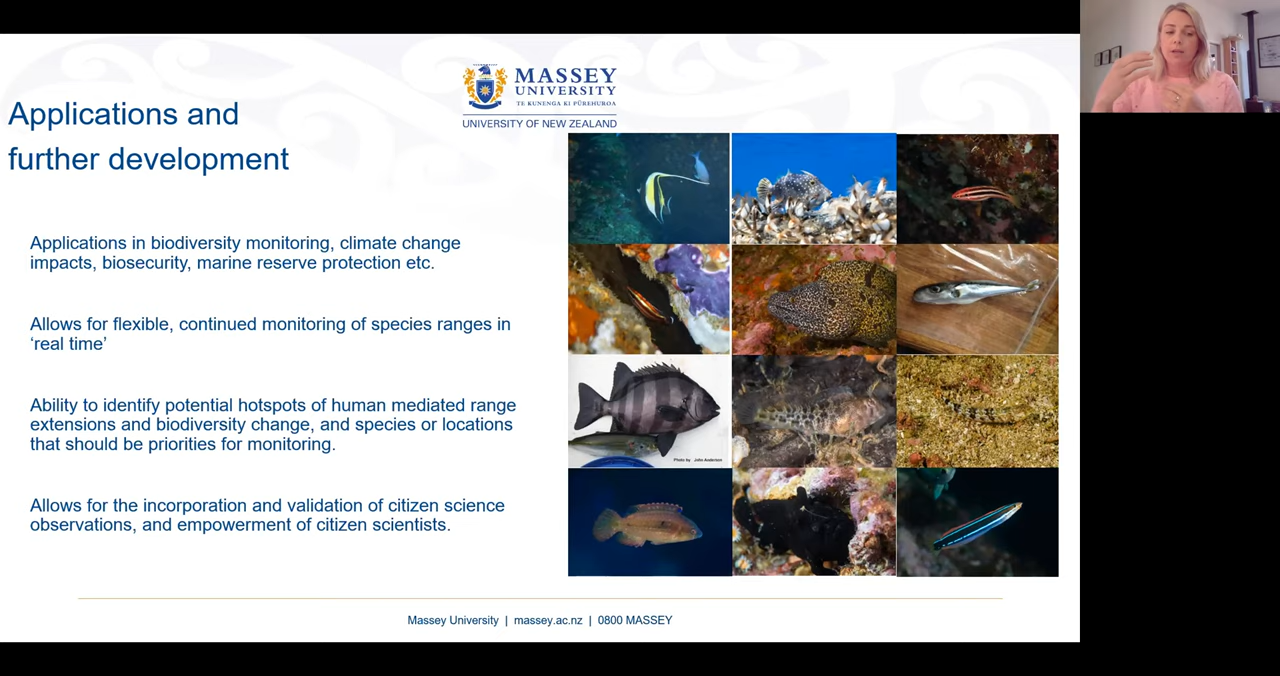 MASSEY
UNIVERSITY
TE KUNENGA KI PŪREHUROA
UNIVERSITY OF NEW ZEALAND
Applications and
further development
Applications in biodiversity monitoring, climate change
impacts, biosecurity, marine reserve protection etc.
Allows for flexible, continued monitoring of species ranges in
‘real time’
Ability to identify potential hotspots of human mediated range
extensions and biodiversity change, and species or locations
that should be priorities for monitoring.
Allows for the incorporation and validation of citizen science
observations, and empowerment of citizen scientists.
Photo by John Anderson
Massey University | massey.ac.nz | 0800 MASSEY